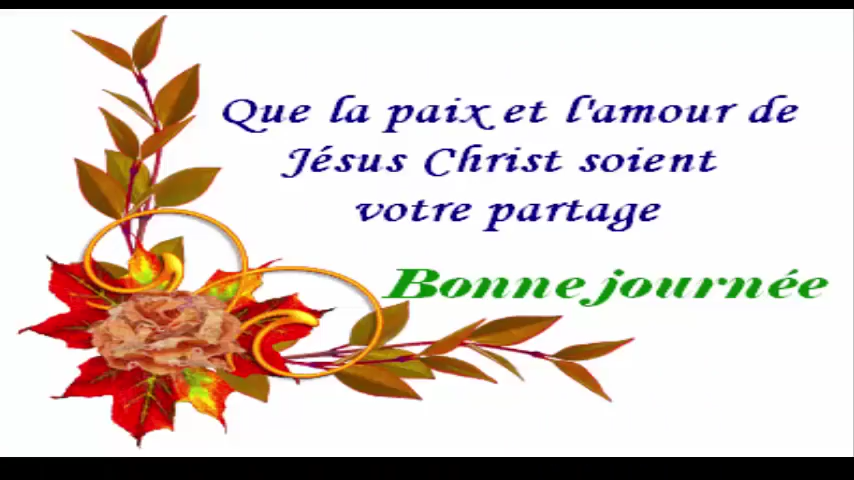 Que la paix et l'amour de
Jésus Christ soient
votre partage
Bonne journée